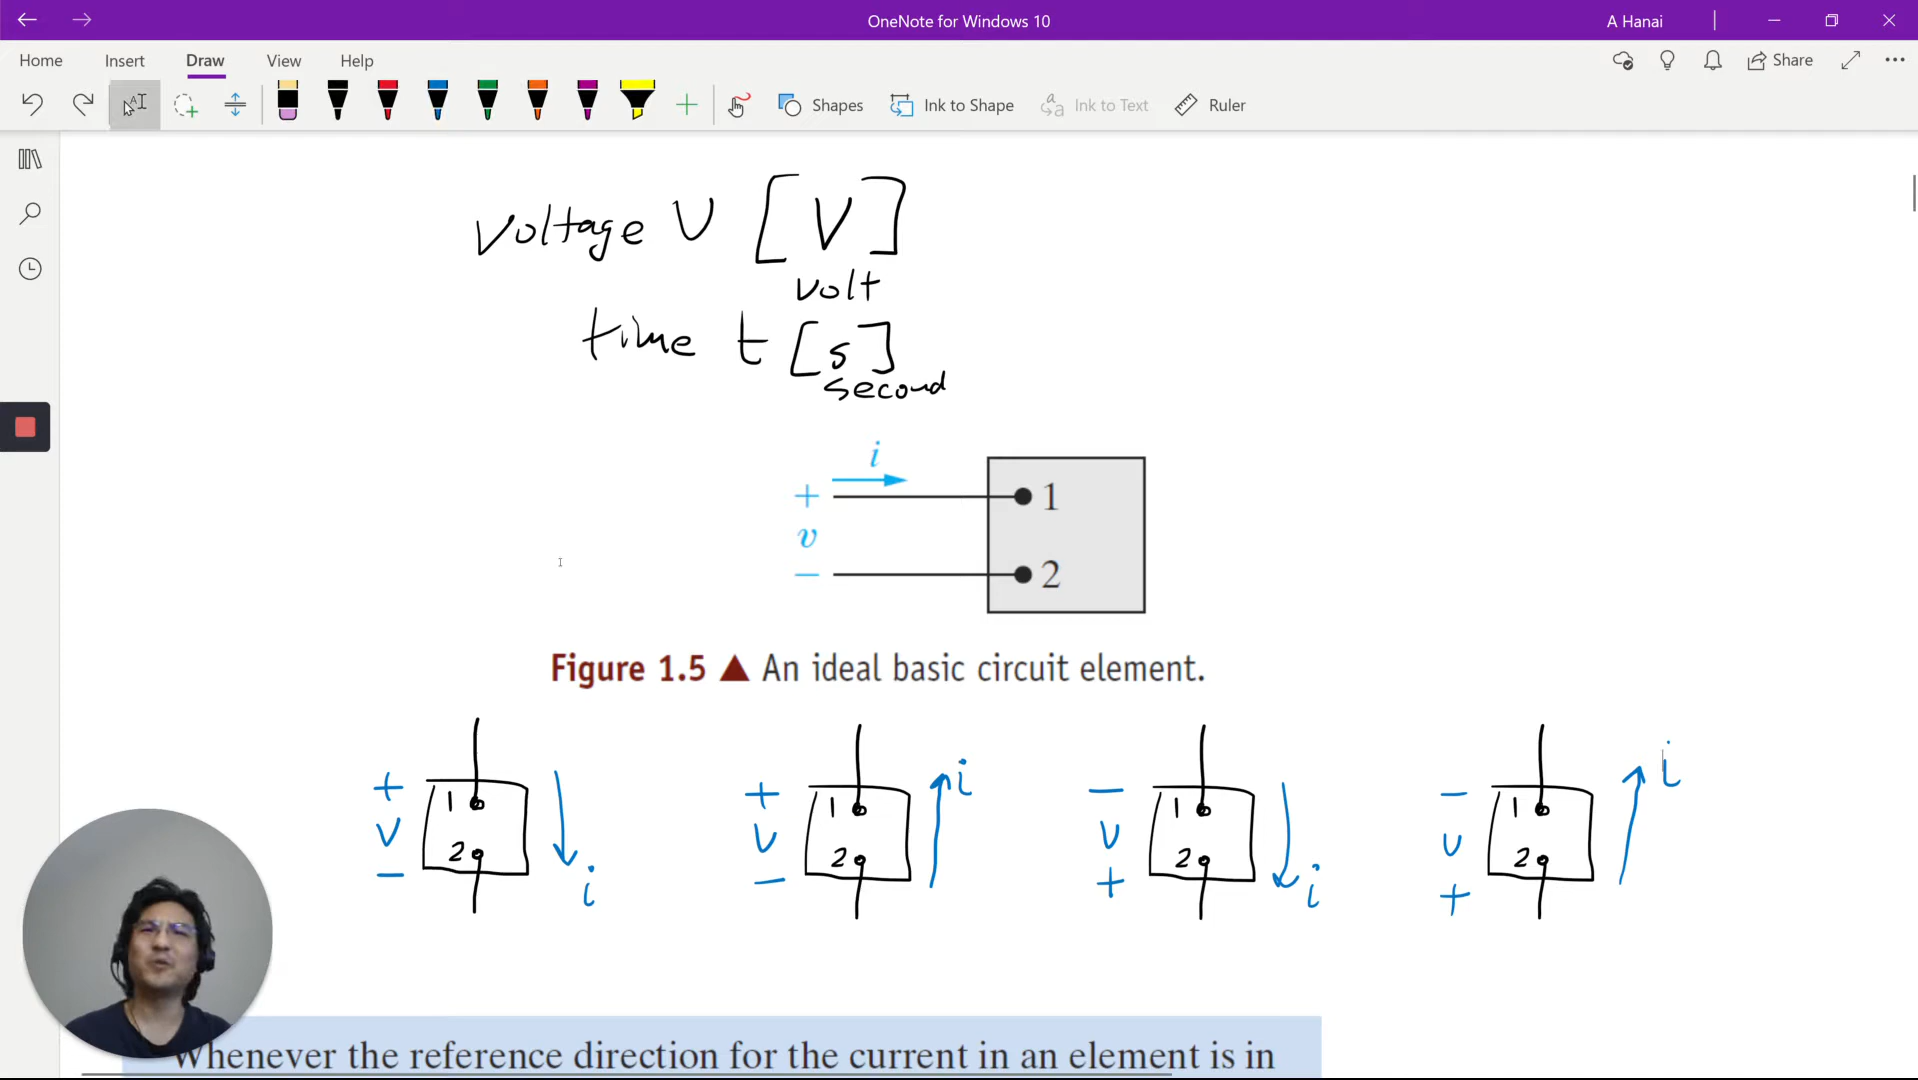 OneNote for Windows 10
A Hanai
Home Insert Draw View Help
Share
Shapes
Ink to Shape
Ink to Text
Ruler
voltage v [V]
volt
time t [s]
second
i
+
1
v
−
2
Figure 1.5 ▲ An ideal basic circuit element.
+ 1 v 2 − i
+ 1 v 2 − i
− 1 v 2 + i
− 1 v 2 + i
Whenever the reference direction for the current in an element is in